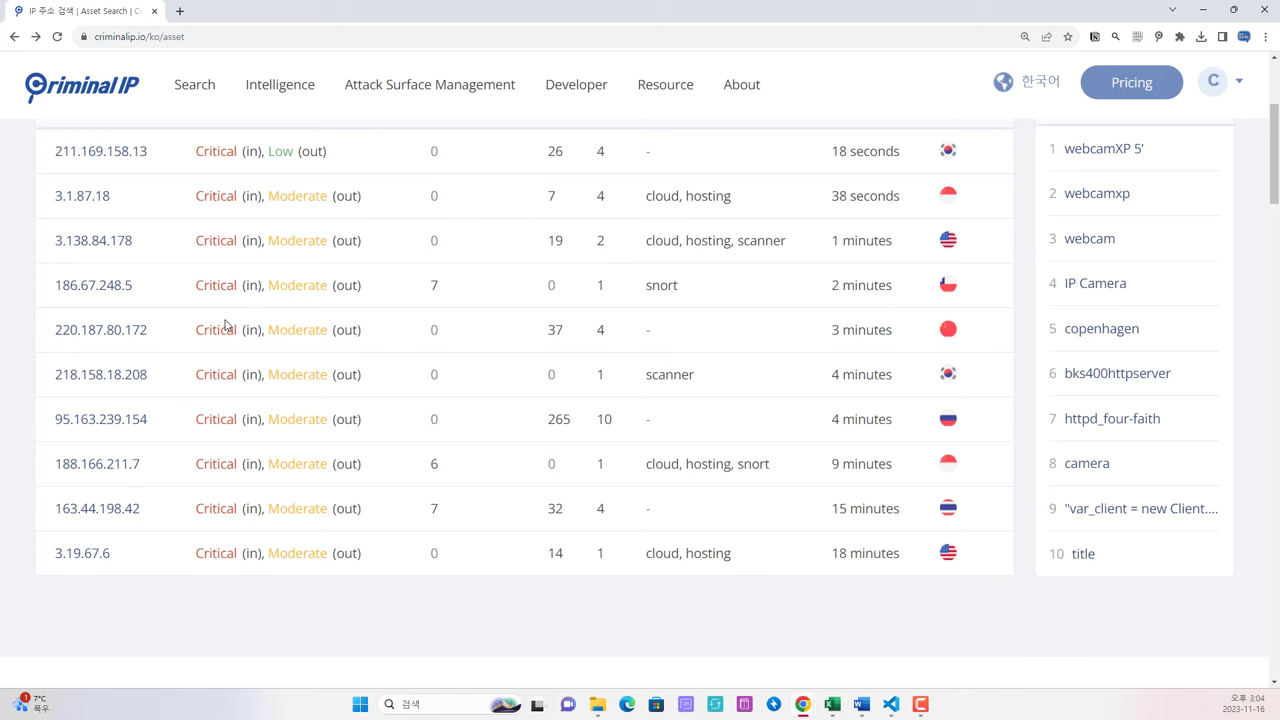 IP 주소 검색 | Asset Search | Cr
criminalip.io/ko/asset
Criminal IP Search Intelligence Attack Surface Management Developer Resource About 한국어 Pricing C
211.169.158.13 Critical (in), Low (out) 0 26 4 - 18 seconds
3.1.87.18 Critical (in), Moderate (out) 0 7 4 cloud, hosting 38 seconds
3.138.84.178 Critical (in), Moderate (out) 0 19 2 cloud, hosting, scanner 1 minutes
186.67.248.5 Critical (in), Moderate (out) 7 0 1 snort 2 minutes
220.187.80.172 Critical (in), Moderate (out) 0 37 4 - 3 minutes
218.158.18.208 Critical (in), Moderate (out) 0 0 1 scanner 4 minutes
95.163.239.154 Critical (in), Moderate (out) 0 265 10 - 4 minutes
188.166.211.7 Critical (in), Moderate (out) 6 0 1 cloud, hosting, snort 9 minutes
163.44.198.42 Critical (in), Moderate (out) 7 32 4 - 15 minutes
3.19.67.6 Critical (in), Moderate (out) 0 14 1 cloud, hosting 18 minutes
1 webcamXP 5’
2 webcamxp
3 webcam
4 IP Camera
5 copenhagen
6 bks400httpserver
7 httpd_four-faith
8 camera
9 "var_client = new Client....
10 title
1
7°C
폭우
검색
오후 3:04
2023-11-16